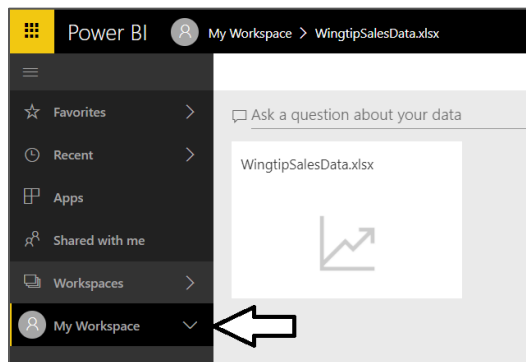 Power BI
My Workspace > WingtipSalesData.xlsx
Favorites
Recent
Apps
Shared with me
Workspaces
My Workspace
Ask a question about your data
WingtipSalesData.xlsx